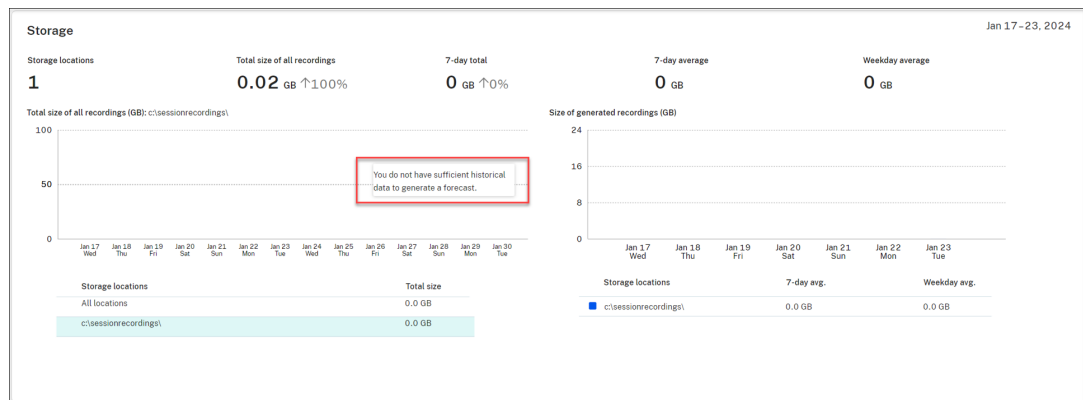 Storage
Jan 17–23, 2024
Storage locations
Total size of all recordings
7-day total
7-day average
Weekday average
1
0.02 GB ↑100%
0 GB ↑0%
0 GB
0 GB
Total size of all recordings (GB): c:\sessionrecordings\
100
50
0
You do not have sufficient historical
data to generate a forecast.
Jan 17 Jan 18 Jan 19 Jan 20 Jan 21 Jan 22 Jan 23 Jan 24 Jan 25 Jan 26 Jan 27 Jan 28 Jan 29 Jan 30
Wed Thu Fri Sat Sun Mon Tue Wed Thu Fri Sat Sun Mon Tue
Storage locations Total size
All locations 0.0 GB
c:\sessionrecordings\ 0.0 GB
Size of generated recordings (GB)
24
16
8
0
Jan 17 Jan 18 Jan 19 Jan 20 Jan 21 Jan 22 Jan 23
Wed Thu Fri Sat Sun Mon Tue
Storage locations 7-day avg. Weekday avg.
c:\sessionrecordings\ 0.0 GB 0.0 GB